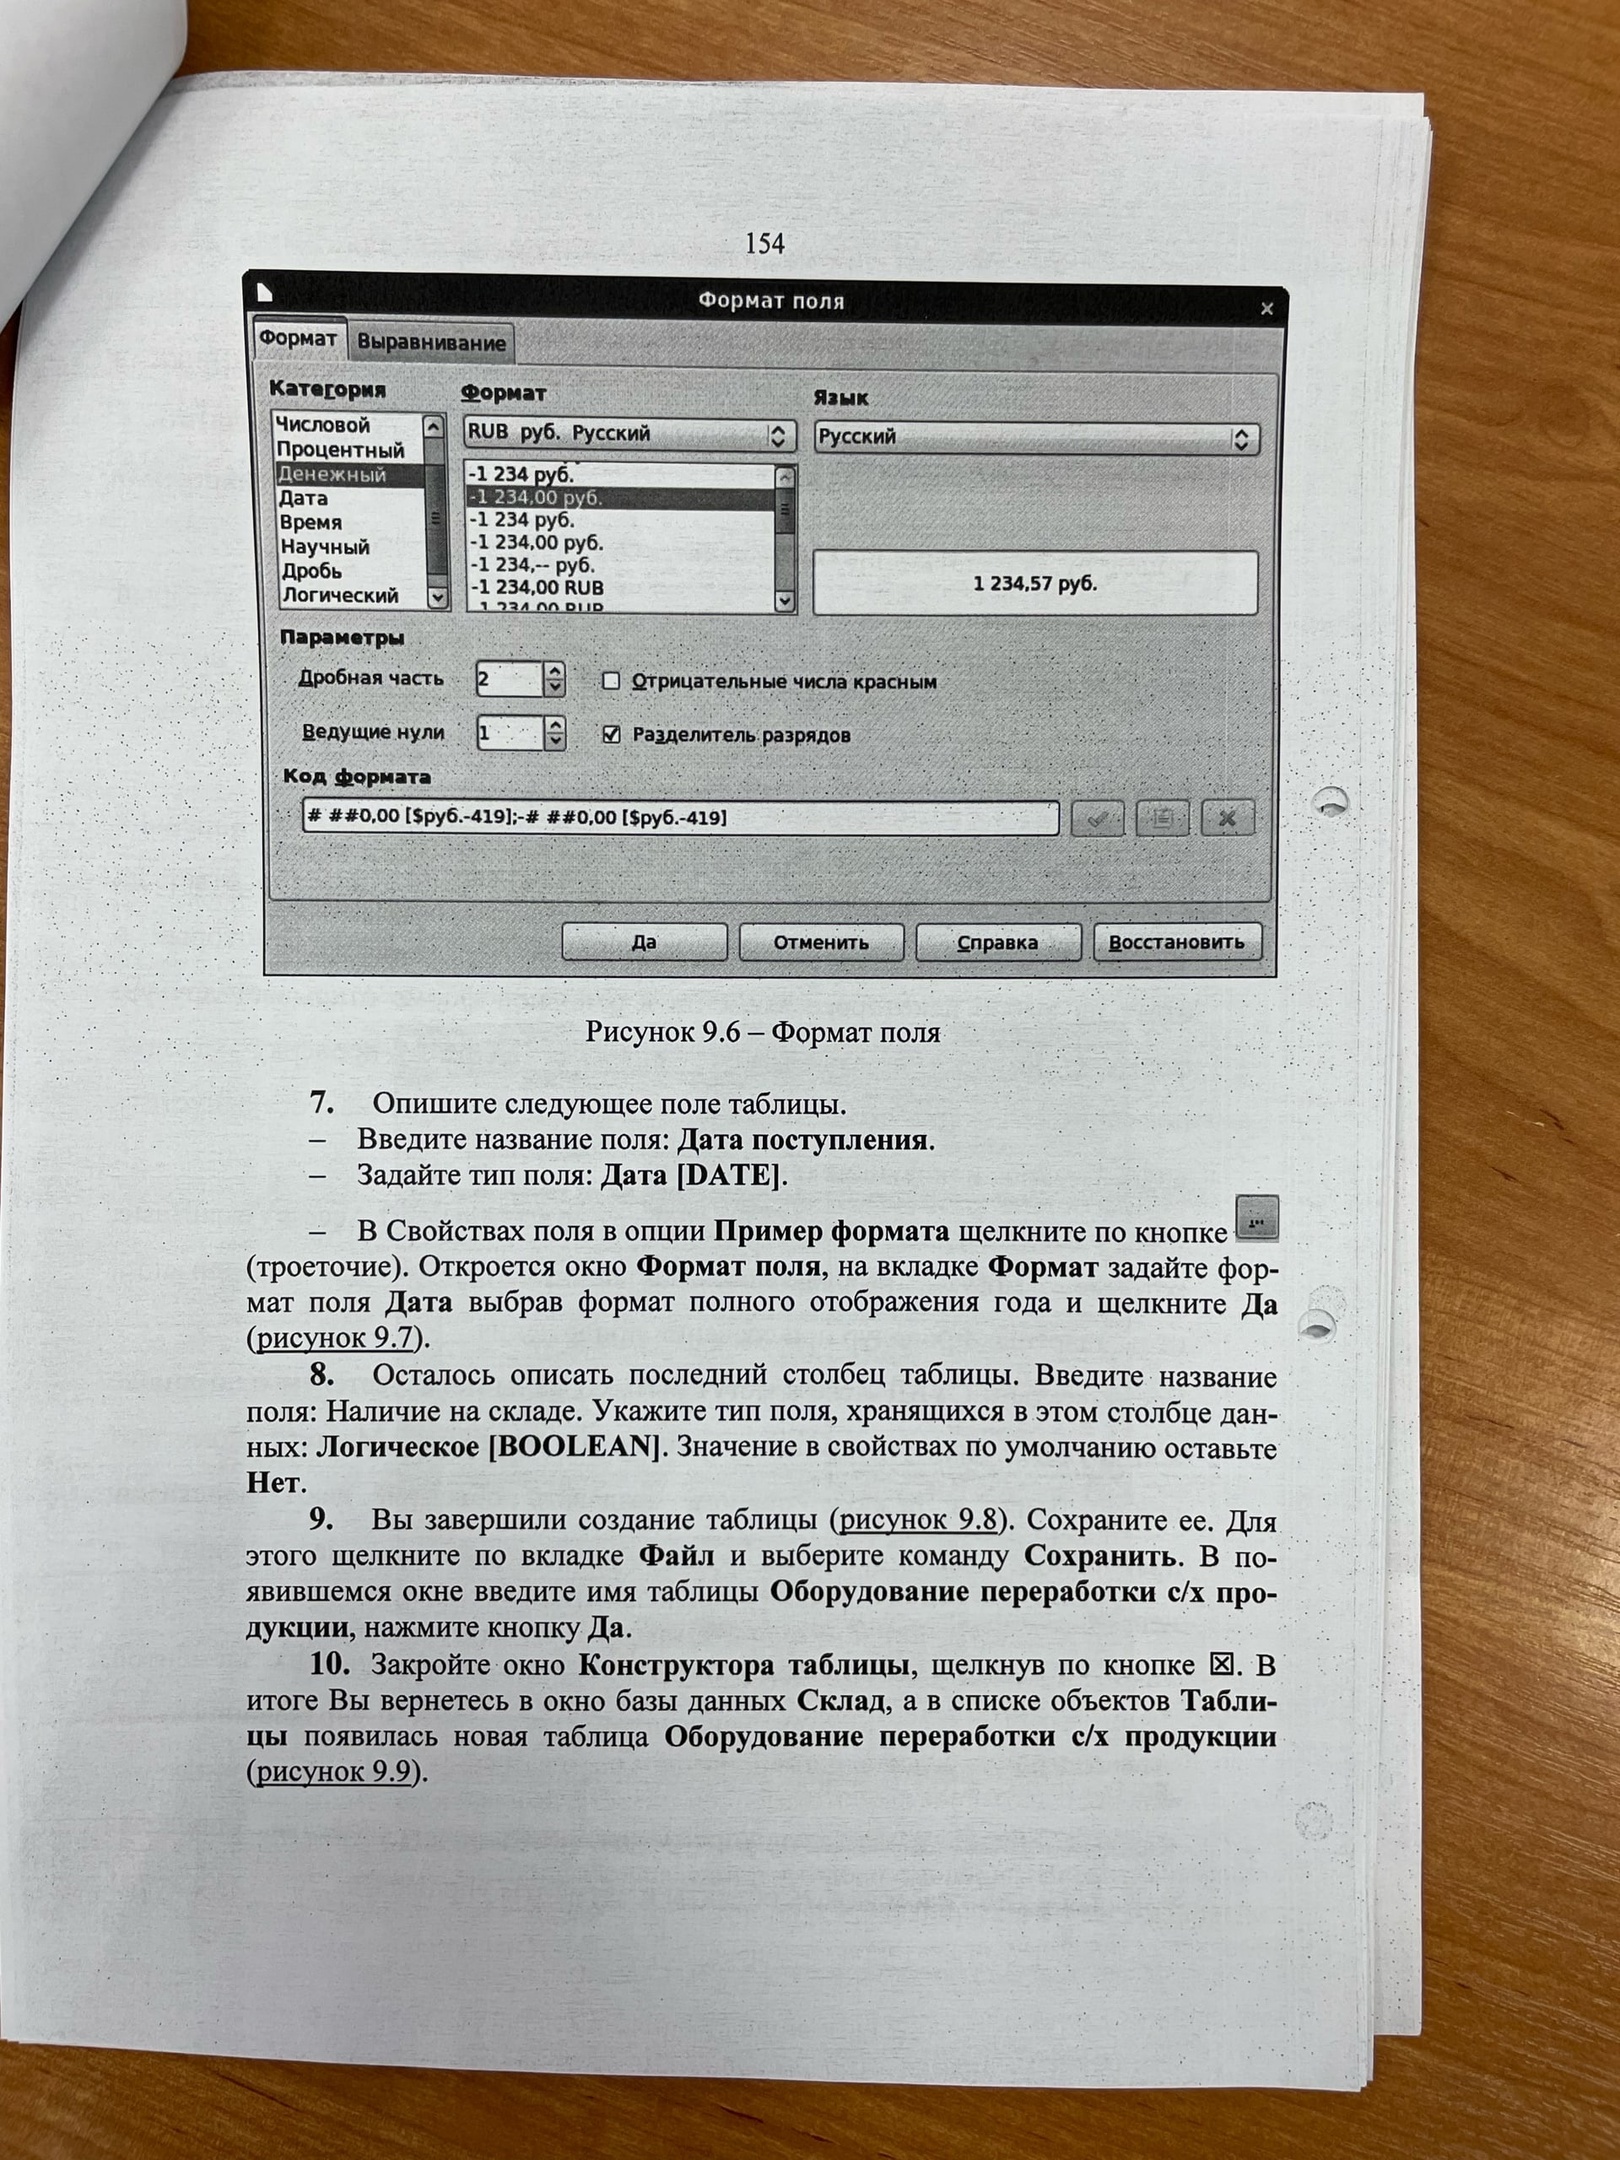 154
Формат поля
Формат Выравнивание
Категория Формат Язык
Числовой
Процентный
Денежный
Дата
Время
Научный
Дробь
Логический
RUB руб. Русский
-1 234 руб.
-1 234,00 руб.
-1 234 руб.
-1 234,00 руб.
-1 234,-- руб.
-1 234,00 RUB
Русский
1 234,57 руб.
Параметры
Дробная часть 2 Отрицательные числа красным
Ведущие нули 1 Разделитель разрядов
Код формата
# ##0,00 [$руб.-419];-# ##0,00 [$руб.-419]
Да Отменить Справка Восстановить
Рисунок 9.6 – Формат поля
7. Опишите следующее поле таблицы.
– Введите название поля: Дата поступления.
– Задайте тип поля: Дата [DATE].
– В Свойствах поля в опции Пример формата щелкните по кнопке ...
(троеточие). Откроется окно Формат поля, на вкладке Формат задайте фор-
мат поля Дата выбрав формат полного отображения года и щелкните Да
(рисунок 9.7).
8. Осталось описать последний столбец таблицы. Введите название
поля: Наличие на складе. Укажите тип поля, хранящихся в этом столбце дан-
ных: Логическое [BOOLEAN]. Значение в свойствах по умолчанию оставьте
Нет.
9. Вы завершили создание таблицы (рисунок 9.8). Сохраните ее. Для
этого щелкните по вкладке Файл и выберите команду Сохранить. В по-
явившемся окне введите имя таблицы Оборудование переработки с/х про-
дукции, нажмите кнопку Да.
10. Закройте окно Конструктора таблицы, щелкнув по кнопке ☒. В
итоге Вы вернетесь в окно базы данных Склад, а в списке объектов Табли-
цы появилась новая таблица Оборудование переработки с/х продукции
(рисунок 9.9).